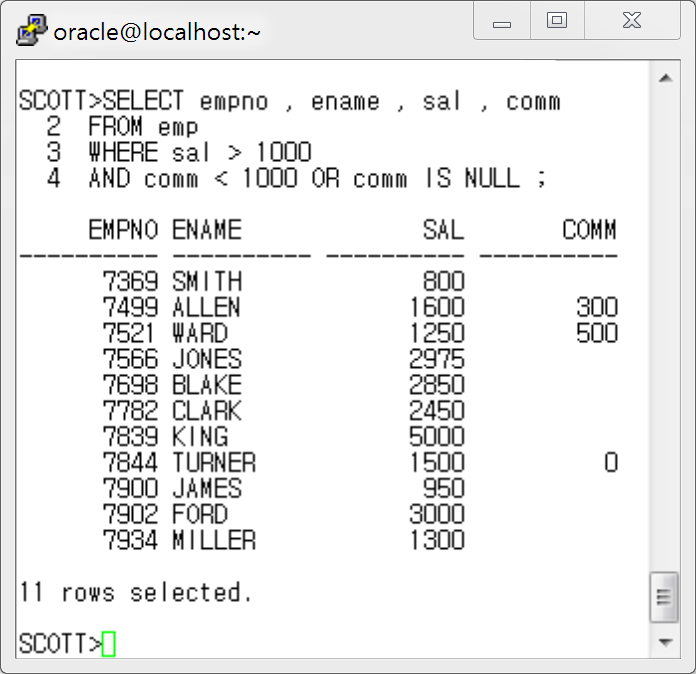 oracle@localhost:~
SCOTT>SELECT empno , ename , sal , comm
  2  FROM emp
  3  WHERE sal > 1000
  4  AND comm < 1000 OR comm IS NULL ;
     EMPNO ENAME             SAL       COMM
---------- ---------- ---------- ----------
      7369 SMITH             800
      7499 ALLEN            1600        300
      7521 WARD             1250        500
      7566 JONES            2975
      7698 BLAKE            2850
      7782 CLARK            2450
      7839 KING             5000
      7844 TURNER           1500          0
      7900 JAMES             950
      7902 FORD             3000
      7934 MILLER           1300
11 rows selected.
SCOTT>